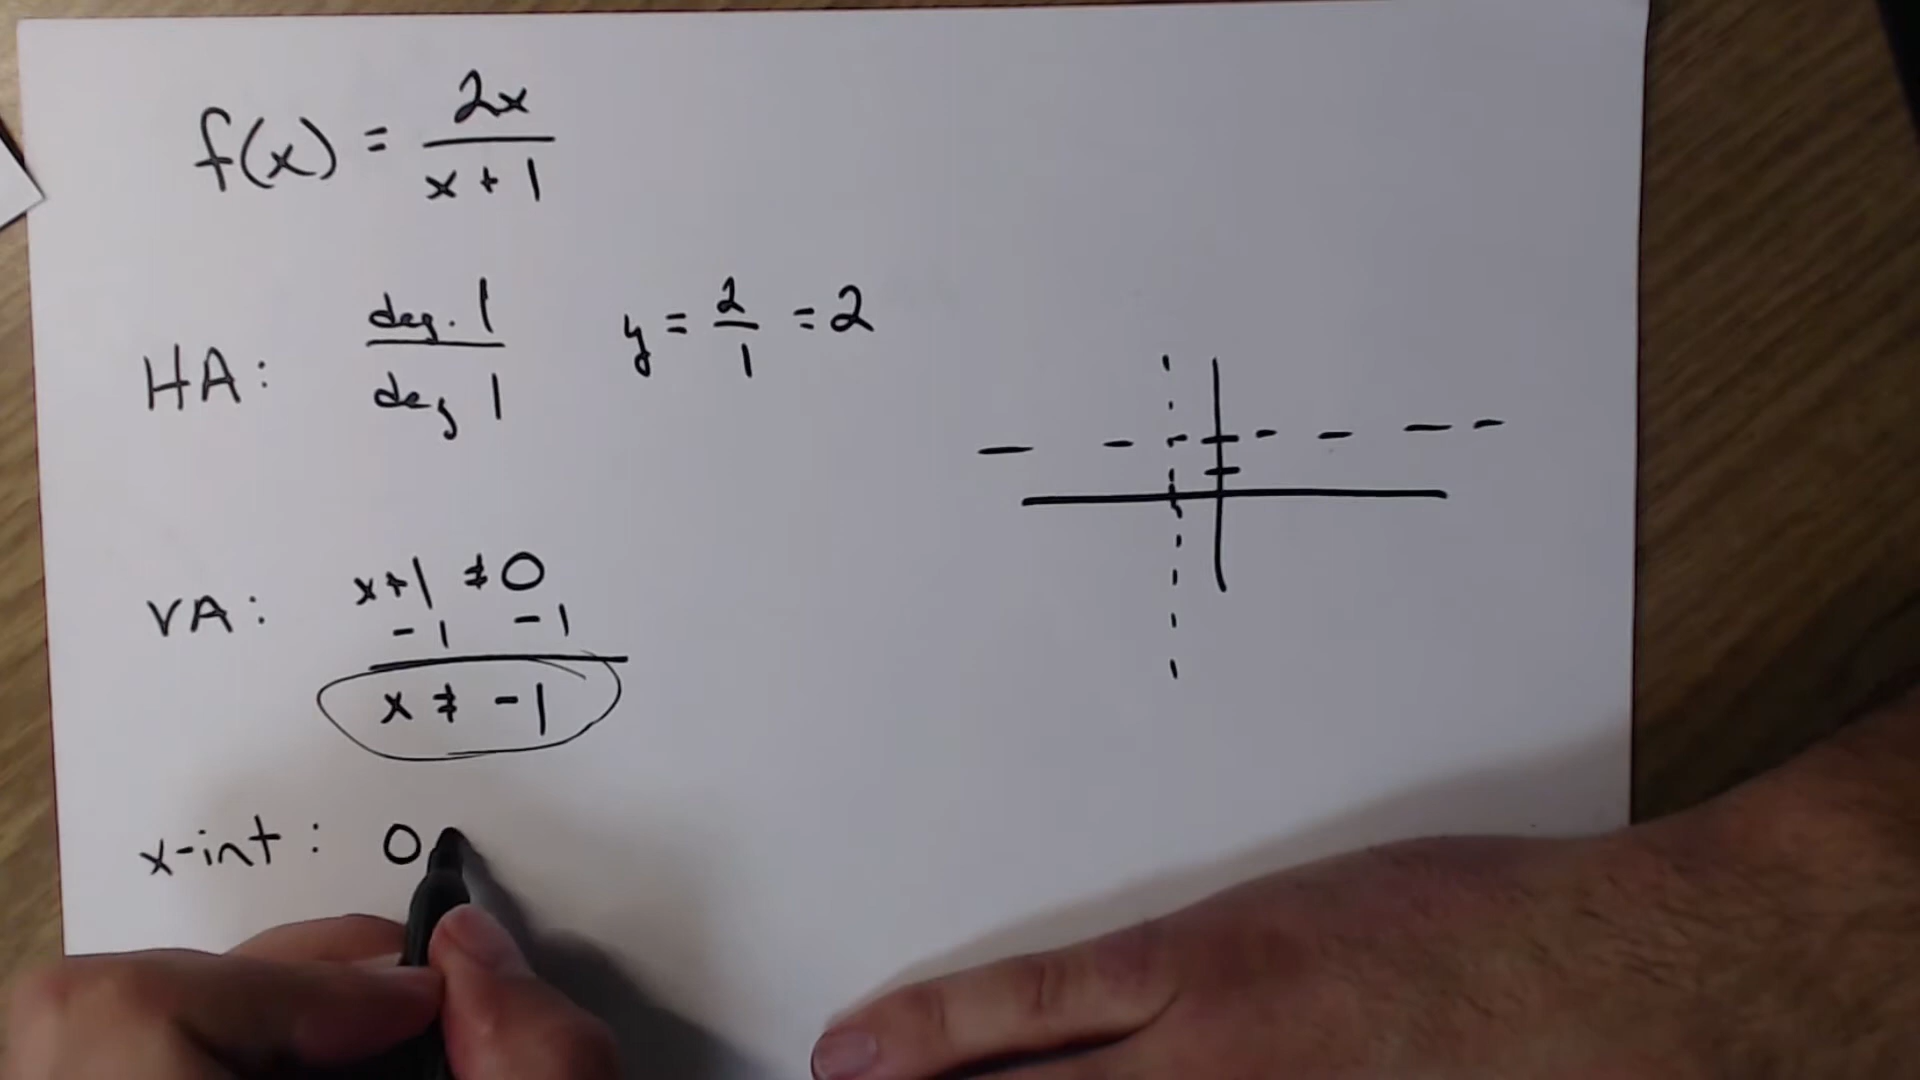 f(x) = 2x / x + 1
HA: deg. 1 / deg 1 y = 2/1 = 2
VA: x+1 ≠ 0
-1 -1
x ≠ -1
x-int: 0